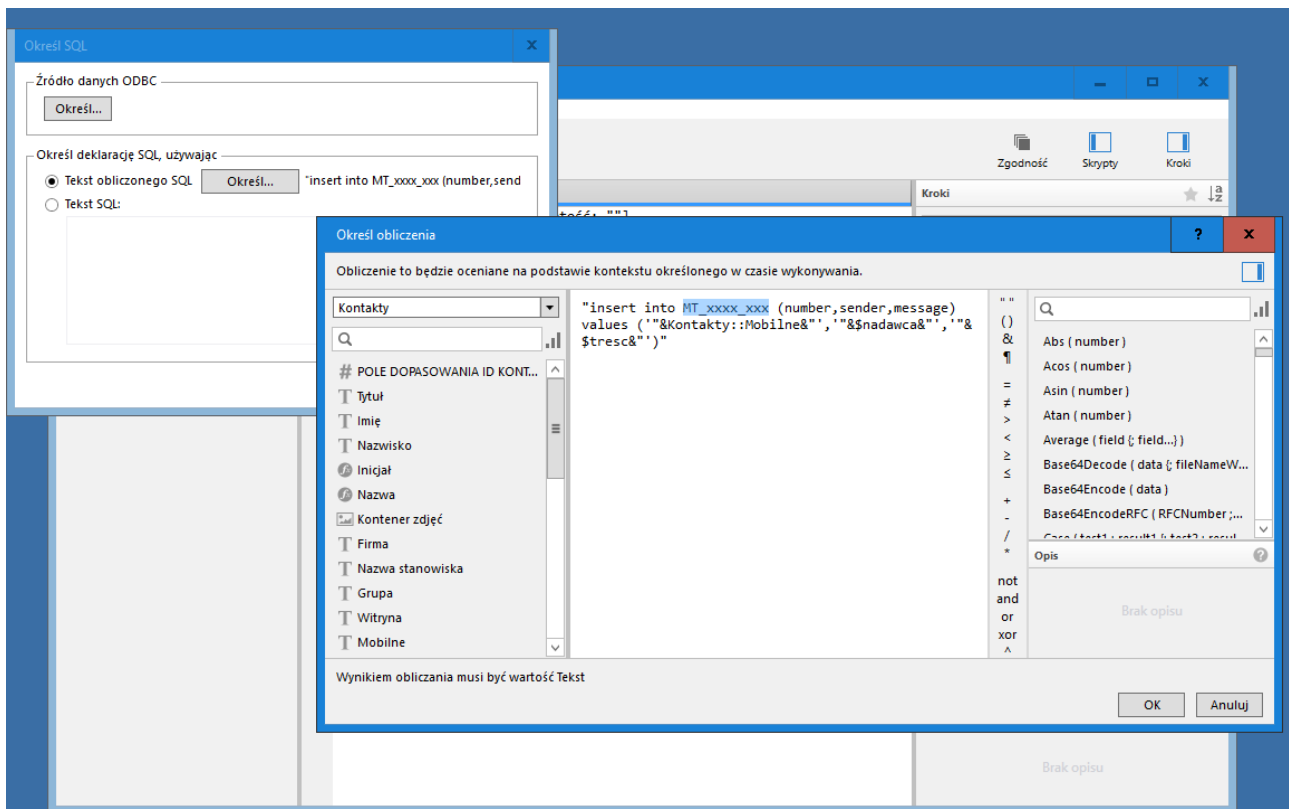 Określ SQL
x
Źródło danych ODBC
Określ...
Określ deklarację SQL, używając
Tekst obliczonego SQL
Określ...
"insert into MT_xxxx_xxx (number,send
Tekst SQL:
Zgodność
Skrypty
Kroki
Kroki
Określ obliczenia
?
x
Obliczenie to będzie oceniane na podstawie kontekstu określonego w czasie wykonywania.
Kontakty
# POLE DOPASOWANIA ID KONT...
T Tytuł
T Imię
T Nazwisko
Inicjał
Nazwa
Kontener zdjęć
T Firma
T Nazwa stanowiska
T Grupa
T Witryna
T Mobilne
"insert into MT_xxxx_xxx (number,sender,message)
values ('"&Kontakty::Mobilne&"','"&$nadawca&"','"&
$tresc&"')"
" "
()
&
¶
=
≠
>
<
≥
≤
+
-
/
*
not
and
or
xor
^
Abs ( number )
Acos ( number )
Asin ( number )
Atan ( number )
Average ( field {; field...} )
Base64Decode ( data {; fileNameW...
Base64Encode ( data )
Base64EncodeRFC ( RFCNumber ;...
Opis
Brak opisu
Wynikiem obliczania musi być wartość Tekst
OK
Anuluj
Brak opisu